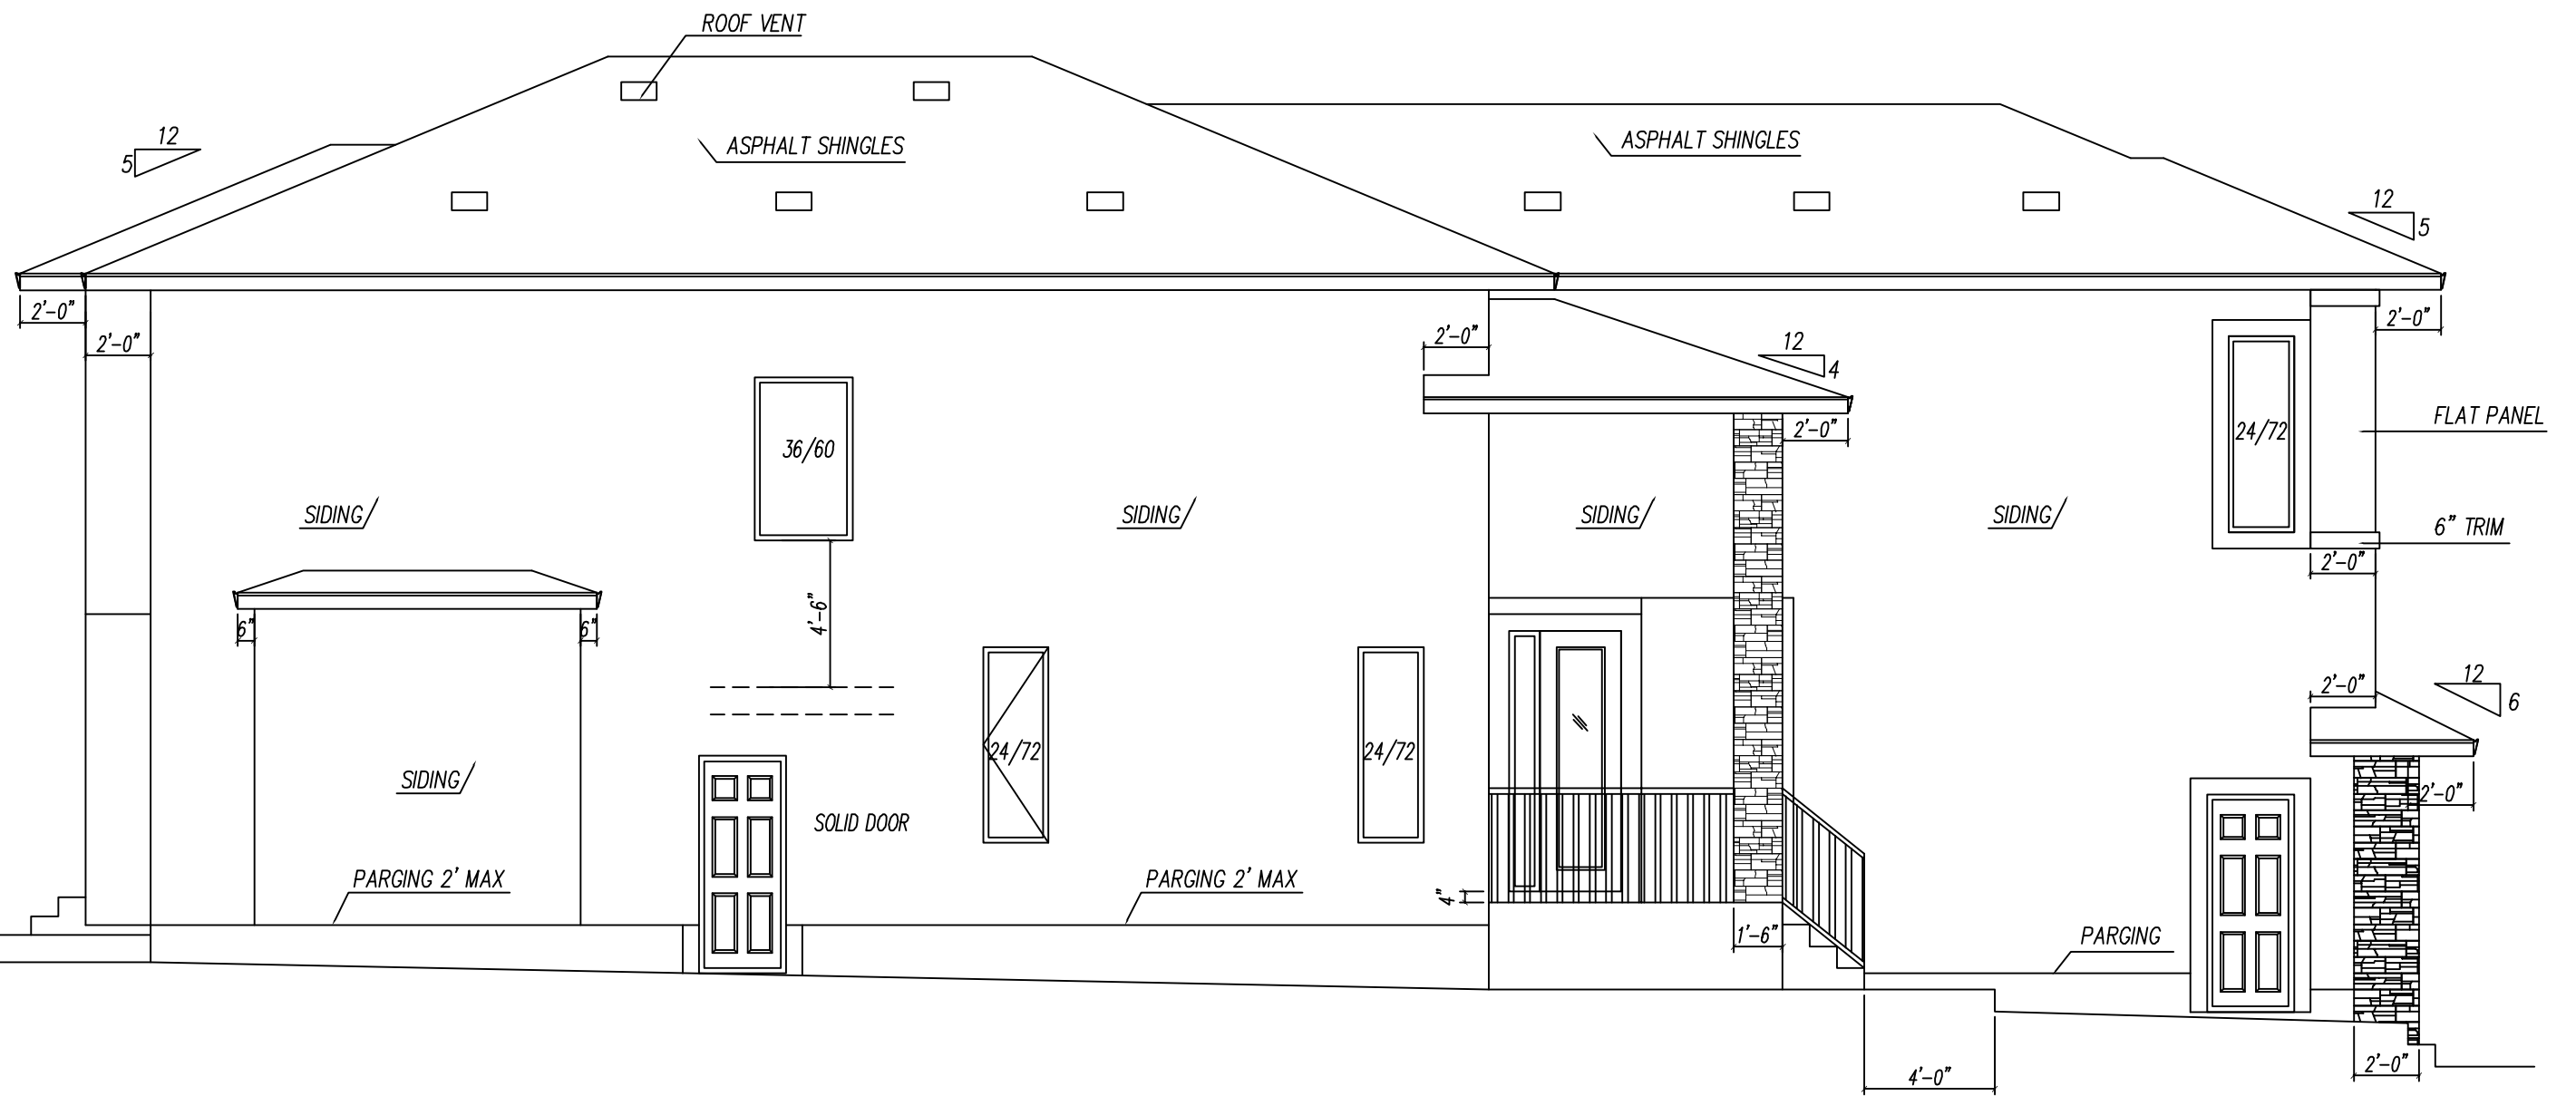 ROOF VENT
12
5
ASPHALT SHINGLES
ASPHALT SHINGLES
12
5
2'-0"
2'-0"
2'-0"
12
4
2'-0"
2'-0"
36/60
24/72
FLAT PANEL
SIDING
SIDING
SIDING
SIDING
6" TRIM
2'-0"
4'-6"
6"
6"
2'-0"
12
6
24/72
24/72
SIDING
2'-0"
SOLID DOOR
PARGING 2' MAX
PARGING 2' MAX
4"
1'-6"
PARGING
4'-0"
2'-0"